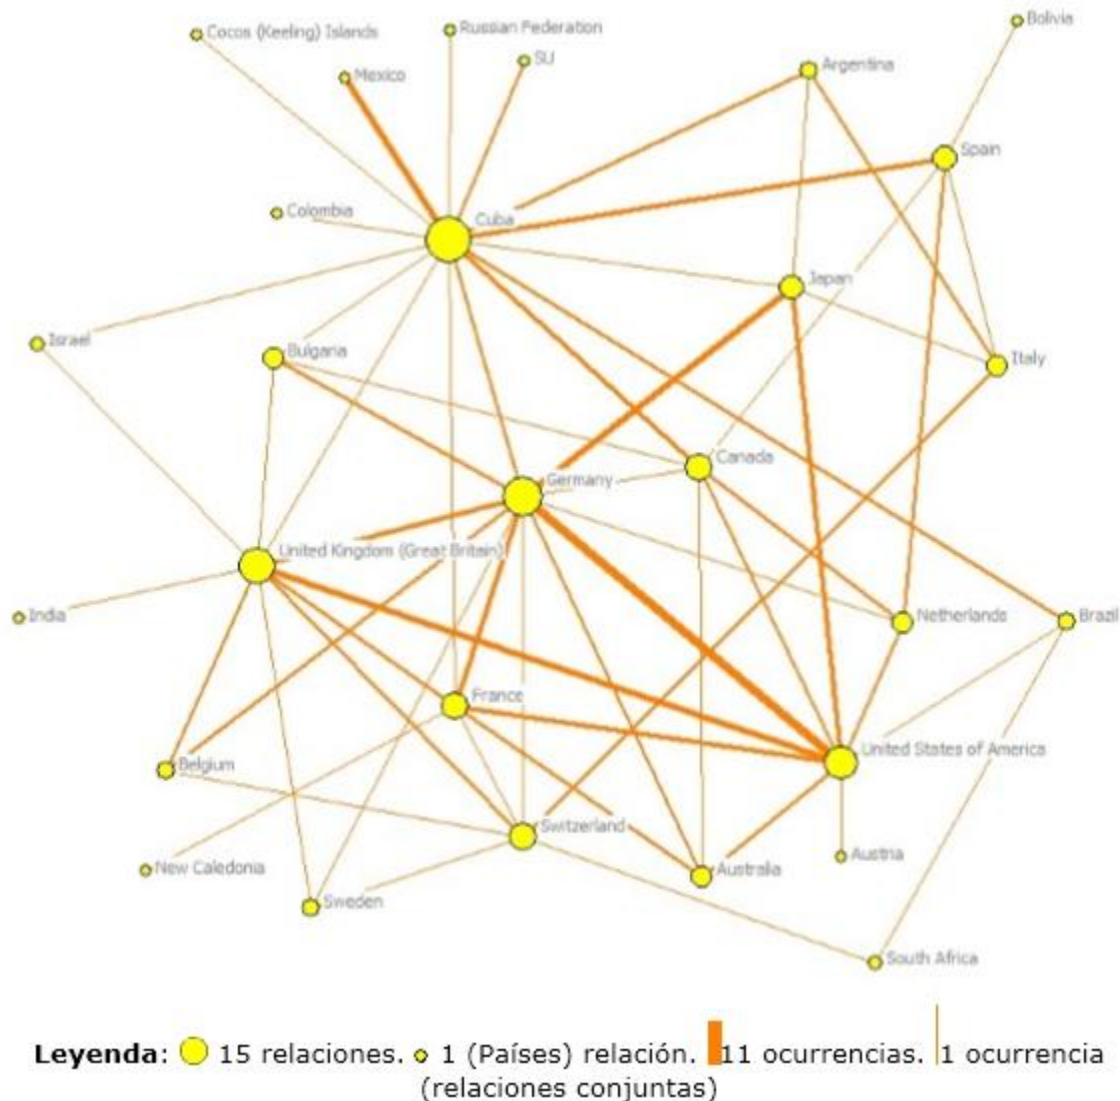 Cocos (Keeling) Islands
Russian Federation
Bolivia
SU
Mexico
Argentina
Spain
Colombia
Cuba
Japan
Israel
Bulgaria
Italy
Canada
Germany
United Kingdom (Great Britain)
India
Netherlands
Brazil
France
United States of America
Belgium
Switzerland
Austria
New Caledonia
Australia
Sweden
South Africa
Leyenda: 15 relaciones. 1 (Países) relación. 11 ocurrencias. 1 ocurrencia
(relaciones conjuntas)